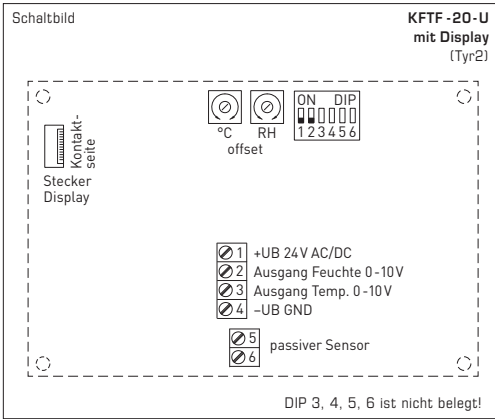 Schaltbild
KFTF-20-U
mit Display
(Tyr2)
ON DIP
1 2 3 4 5 6
°C RH
offset
Kontakt-
seite
Stecker
Display
1 +UB 24V AC/DC
2 Ausgang Feuchte 0-10V
3 Ausgang Temp. 0-10V
4 –UB GND
5
passiver Sensor
6
DIP 3, 4, 5, 6 ist nicht belegt!